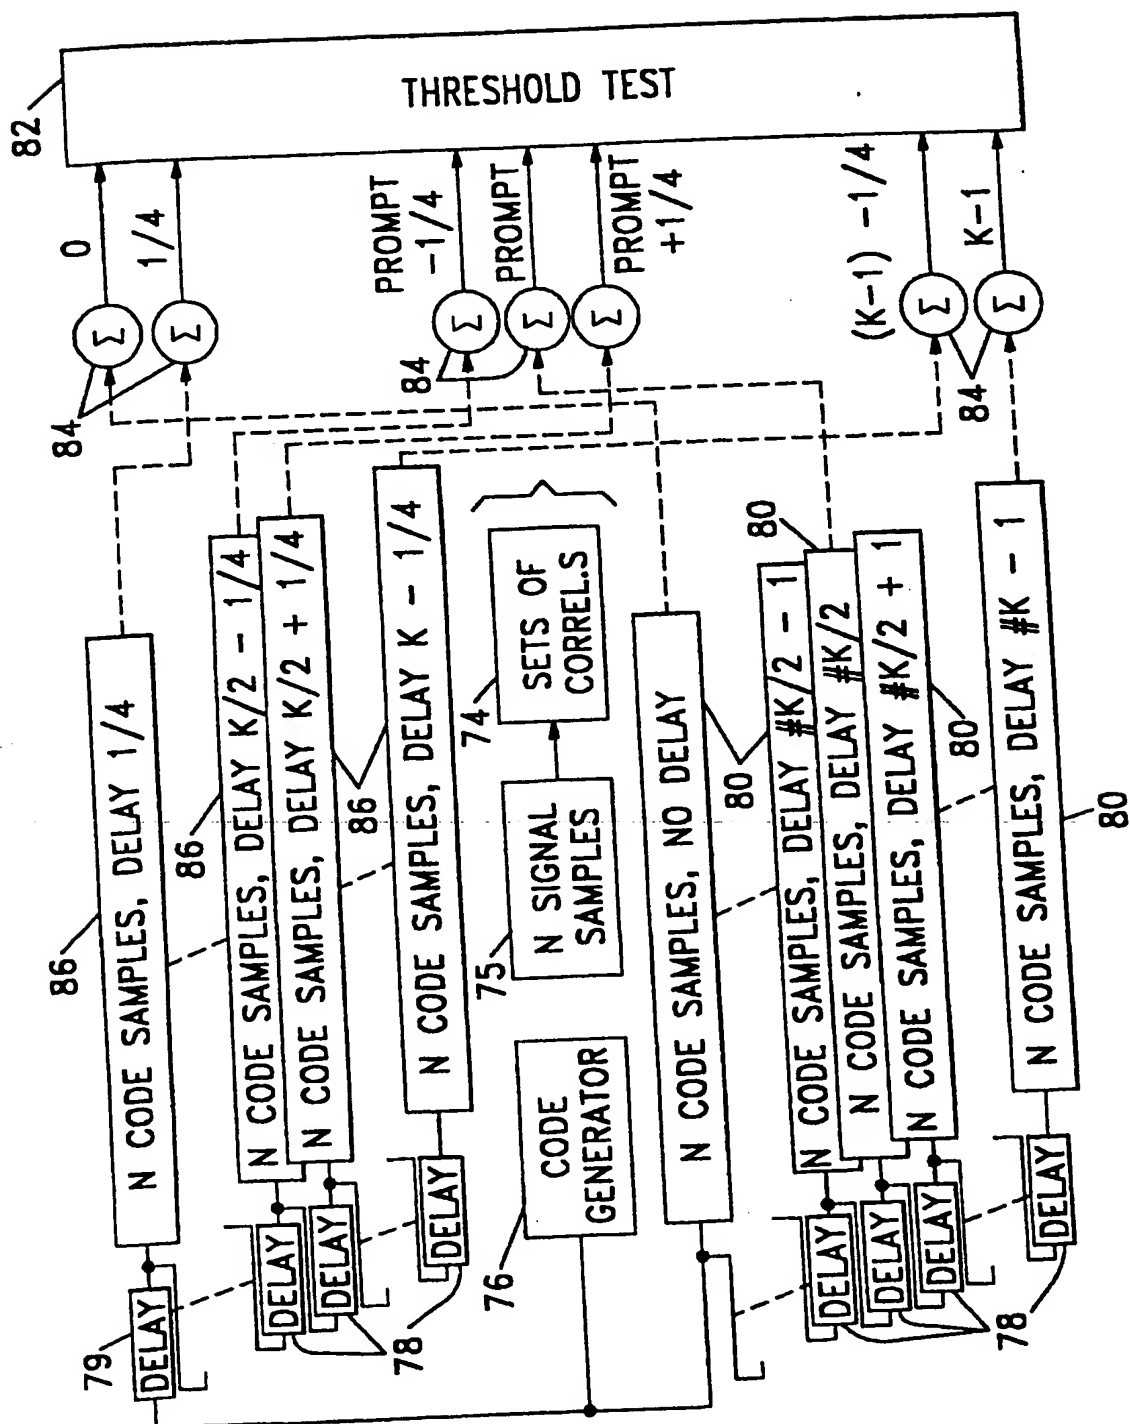 82
THRESHOLD TEST
0
1/4
PROMPT
-1/4
PROMPT
PROMPT
+1/4
(K-1) -1/4
K-1
Σ
Σ
Σ
Σ
Σ
Σ
Σ
84
84
84
86
N CODE SAMPLES, DELAY 1/4
86
N CODE SAMPLES, DELAY K/2 - 1/4
N CODE SAMPLES, DELAY K/2 + 1/4
86
N CODE SAMPLES, DELAY K - 1/4
74
SETS OF
CORREL.S
75
N SIGNAL
SAMPLES
76
CODE
GENERATOR
N CODE SAMPLES, NO DELAY
80
N CODE SAMPLES, DELAY #K/2 - 1
80
N CODE SAMPLES, DELAY #K/2
N CODE SAMPLES, DELAY #K/2 + 1
80
N CODE SAMPLES, DELAY #K - 1
80
79
DELAY
DELAY
DELAY
DELAY
78
DELAY
DELAY
DELAY
DELAY
78